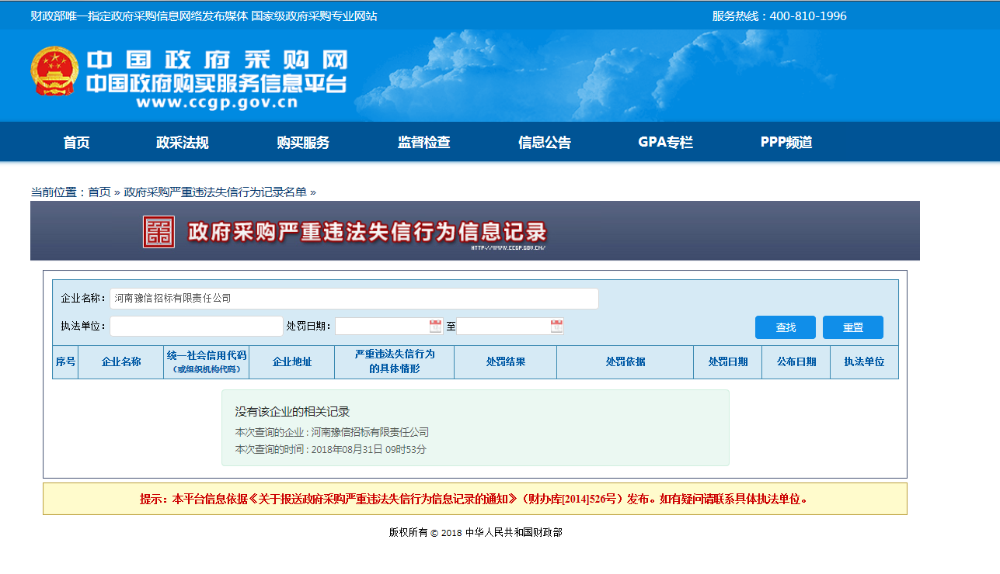 财政部唯一指定政府采购信息网络发布媒体 国家级政府采购专业网站
服务热线：400-810-1996
中国政府采购网
中国政府购买服务信息平台
www.ccgp.gov.cn
首页 政采法规 购买服务 监督检查 信息公告 GPA专栏 PPP频道
当前位置：首页 » 政府采购严重违法失信行为记录名单 »
政府采购严重违法失信行为信息记录
HTTP://WWW.CCGP.GOV.CN/
企业名称：河南豫信招标有限责任公司
执法单位： 处罚日期： 至 查找 重置
序号 企业名称 统一社会信用代码（或组织机构代码） 企业地址 严重违法失信行为的具体情形 处罚结果 处罚依据 处罚日期 公布日期 执法单位
没有该企业的相关记录
本次查询的企业 : 河南豫信招标有限责任公司
本次查询的时间 : 2018年08月31日 09时53分
提示：本平台信息依据《关于报送政府采购严重违法失信行为信息记录的通知》（财办库[2014]526号）发布。如有疑问请联系具体执法单位。
版权所有 © 2018 中华人民共和国财政部